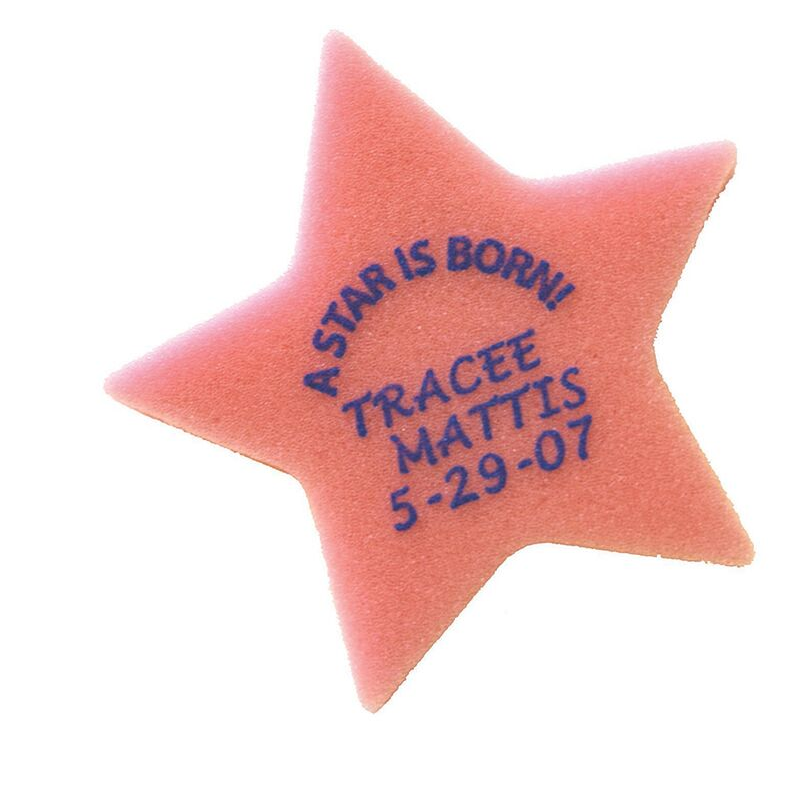 A STAR IS BORN!
TRACEE
MATTIS
5-29-07